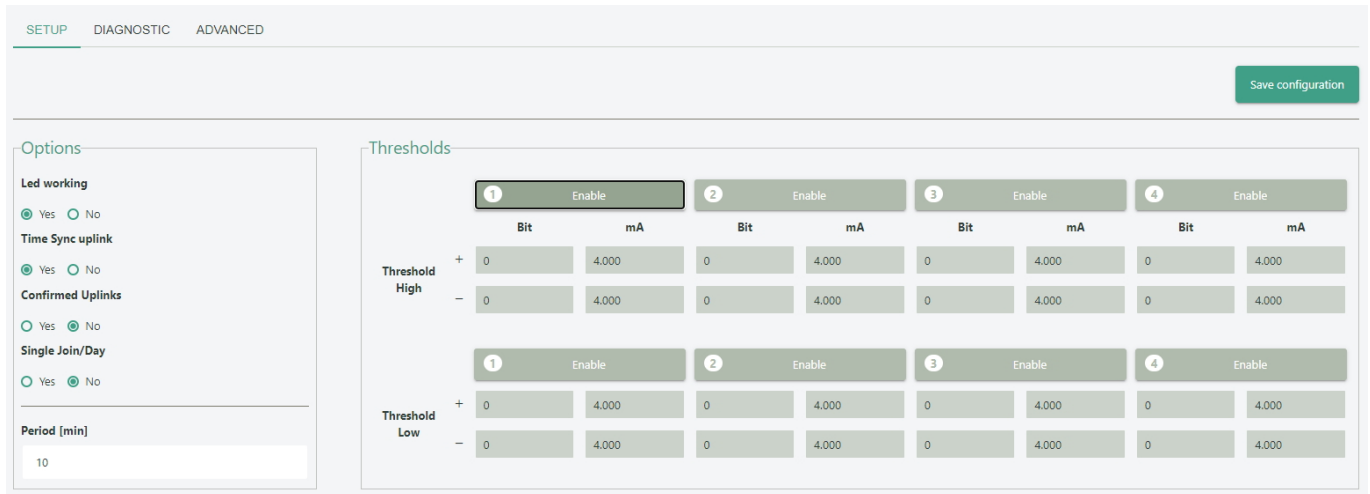 SETUP DIAGNOSTIC ADVANCED
Save configuration
Options
Led working
Yes No
Time Sync uplink
Yes No
Confirmed Uplinks
Yes No
Single Join/Day
Yes No
Period [min]
10
Thresholds
1 Enable 2 Enable 3 Enable 4 Enable
Bit mA Bit mA Bit mA Bit mA
Threshold High
+ 0 4.000 0 4.000 0 4.000 0 4.000
− 0 4.000 0 4.000 0 4.000 0 4.000
1 Enable 2 Enable 3 Enable 4 Enable
Threshold Low
+ 0 4.000 0 4.000 0 4.000 0 4.000
− 0 4.000 0 4.000 0 4.000 0 4.000